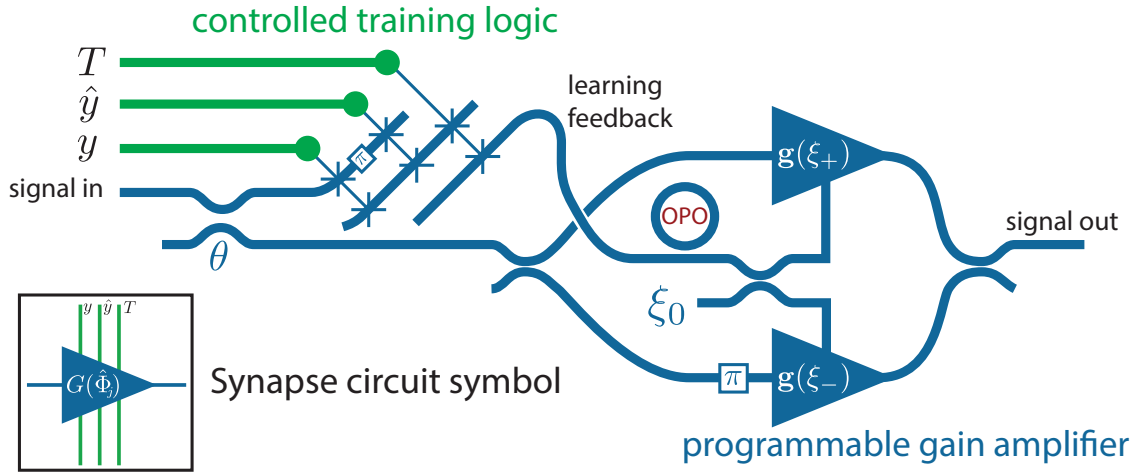 controlled training logic
T
ŷ
y
signal in
π
θ
learning
feedback
OPO
ξ₀
g(ξ₊)
π
g(ξ₋)
signal out
y ŷ T
G(Φ̂ⱼ)
Synapse circuit symbol
programmable gain amplifier